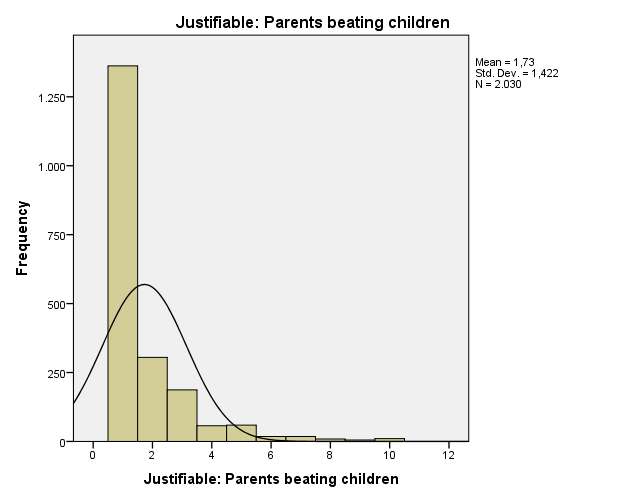 Justifiable: Parents beating children
Mean = 1,73
Std. Dev. = 1,422
N = 2.030
1.250
1.000
750
500
250
0
Frequency
0 2 4 6 8 10 12
Justifiable: Parents beating children